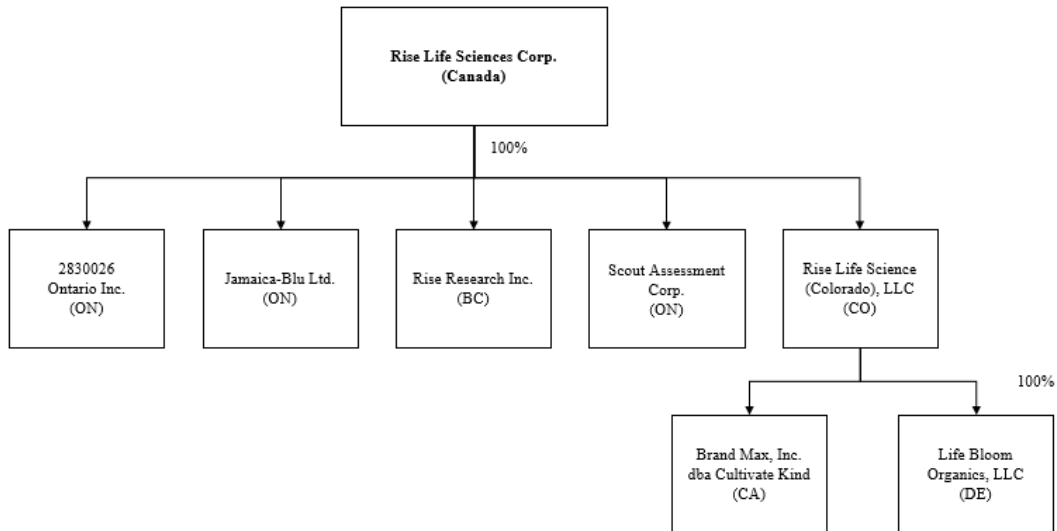 Rise Life Sciences Corp.
(Canada)
100%
2830026
Ontario Inc.
(ON)
Jamaica-Blu Ltd.
(ON)
Rise Research Inc.
(BC)
Scout Assessment
Corp.
(ON)
Rise Life Science
(Colorado), LLC
(CO)
100%
Brand Max, Inc.
dba Cultivate Kind
(CA)
Life Bloom
Organics, LLC
(DE)